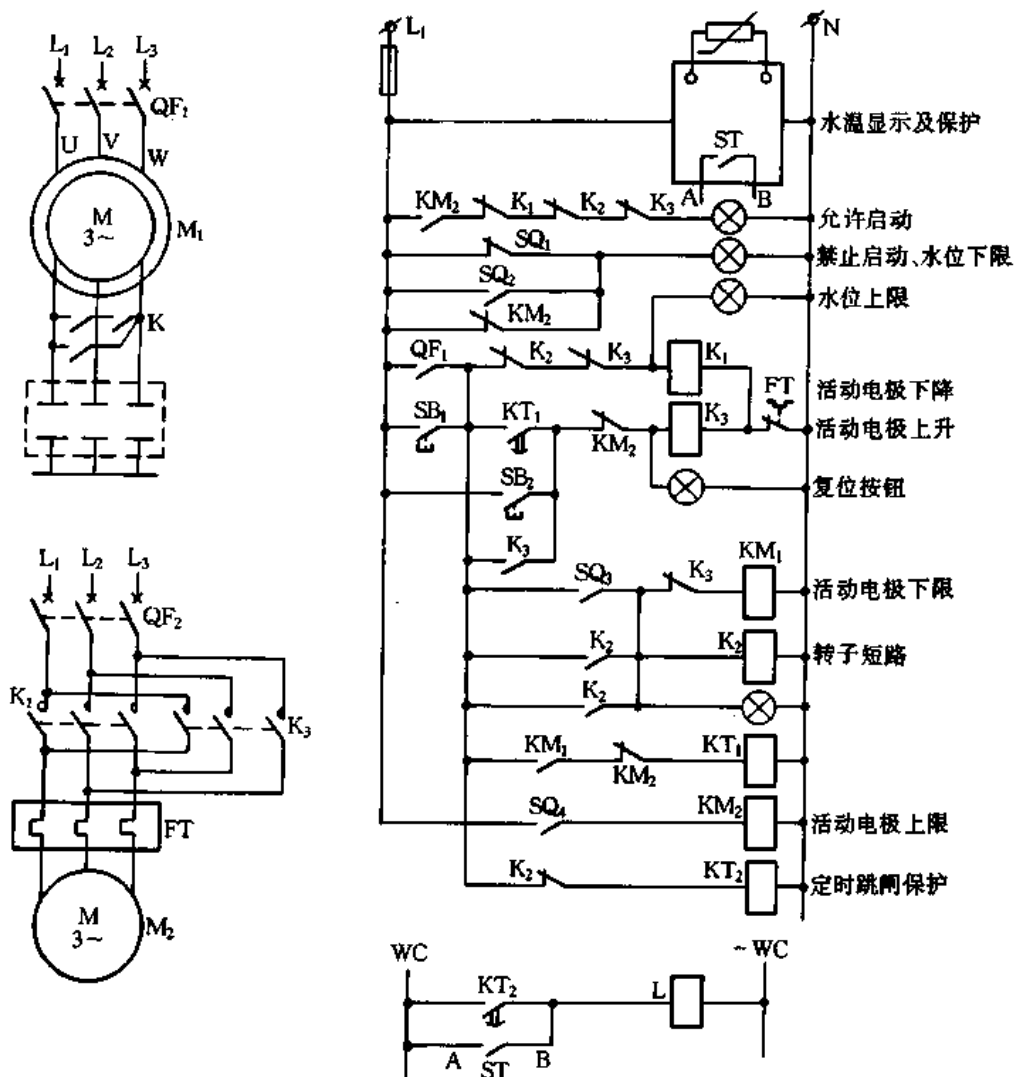 L₁ L₂ L₃
QF₁
U V W
M
3~
M₁
K
L₁ L₂ L₃
QF₂
K₂
K₃
FT
M
3~
M₂
L₁
N
水温显示及保护
ST
A B
KM₂ K₁ K₂ K₃
允许启动
SQ₁
禁止启动、水位下限
SQ₂
水位上限
KM₂
QF₁ K₂ K₃ K₁
FT
活动电极下降
SB₁ KT₁ KM₂ K₃
活动电极上升
SB₂
复位按钮
K₃
SQ₃ K₃ KM₁
活动电极下限
K₂ K₂
转子短路
K₂
KM₁ KM₂ KT₁
SQ₄ KM₂
活动电极上限
K₂ KT₂
定时跳闸保护
WC ~WC
KT₂ L
A ST B